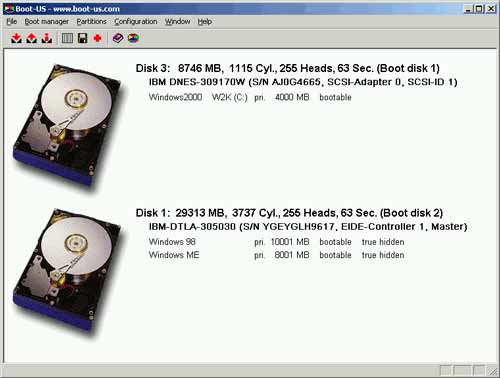 Boot-US - www.boot-us.com
File Boot manager Partitions Configuration Window Help
Disk 3: 8746 MB, 1115 Cyl., 255 Heads, 63 Sec. (Boot disk 1)
IBM DNES-309170W (S/N AJ0G4665, SCSI-Adapter 0, SCSI-ID 1)
Windows2000 W2K (C:) pri. 4000 MB bootable
Disk 1: 29313 MB, 3737 Cyl., 255 Heads, 63 Sec. (Boot disk 2)
IBM-DTLA-305030 (S/N YGEYGLH9617, EIDE-Controller 1, Master)
Windows 98 pri. 10001 MB bootable true hidden
Windows ME pri. 8001 MB bootable true hidden